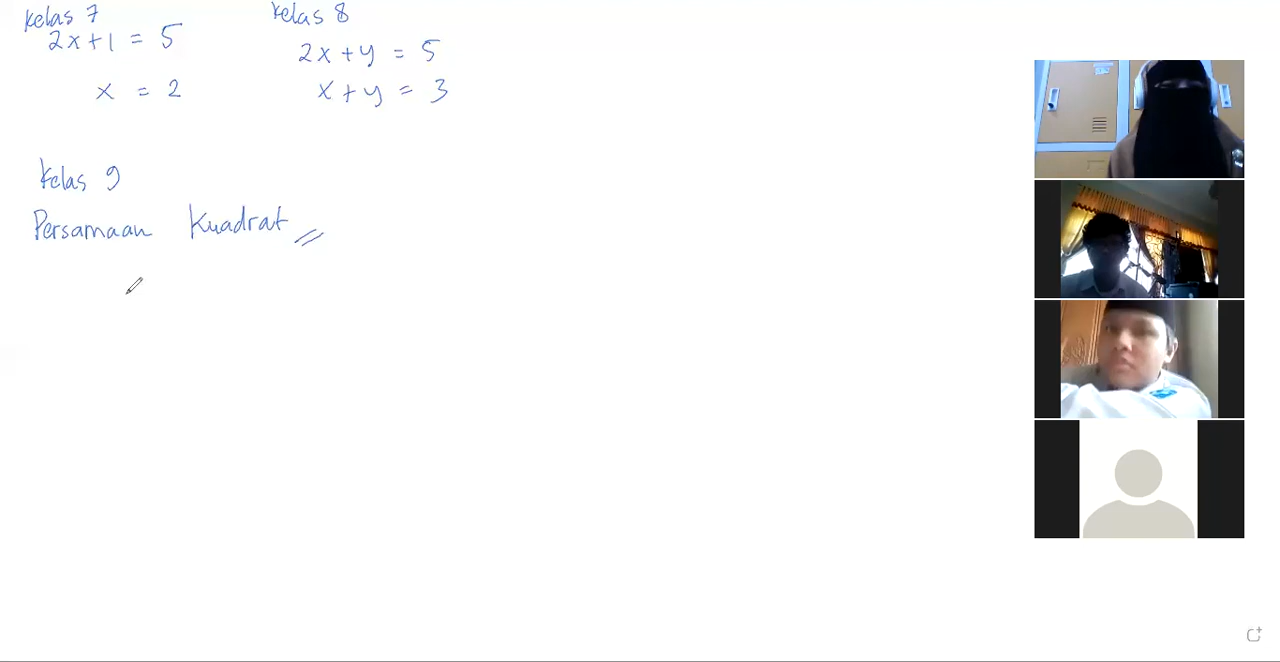 Kelas 7
2x+1 = 5
x = 2
Kelas 8
2x+y = 5
x+y = 3
Kelas 9
Persamaan Kuadrat